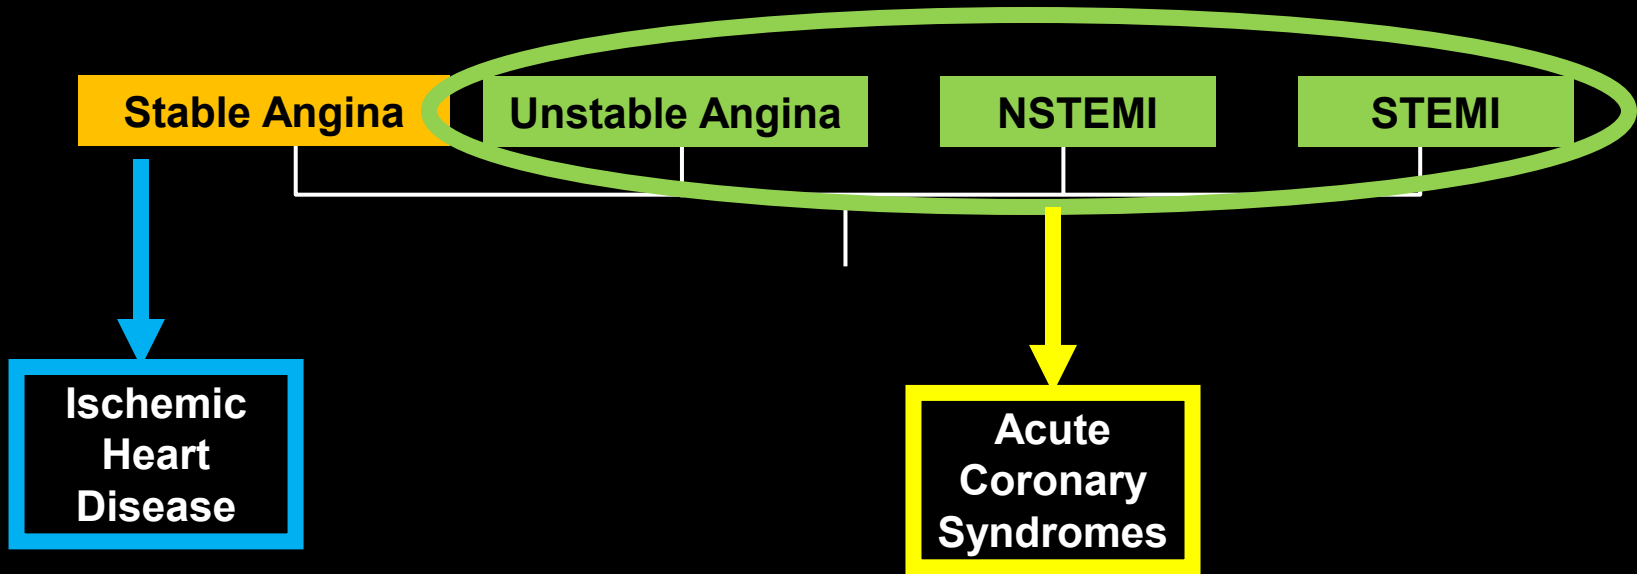 Stable Angina
Unstable Angina
NSTEMI
STEMI
Ischemic
Heart
Disease
Acute
Coronary
Syndromes